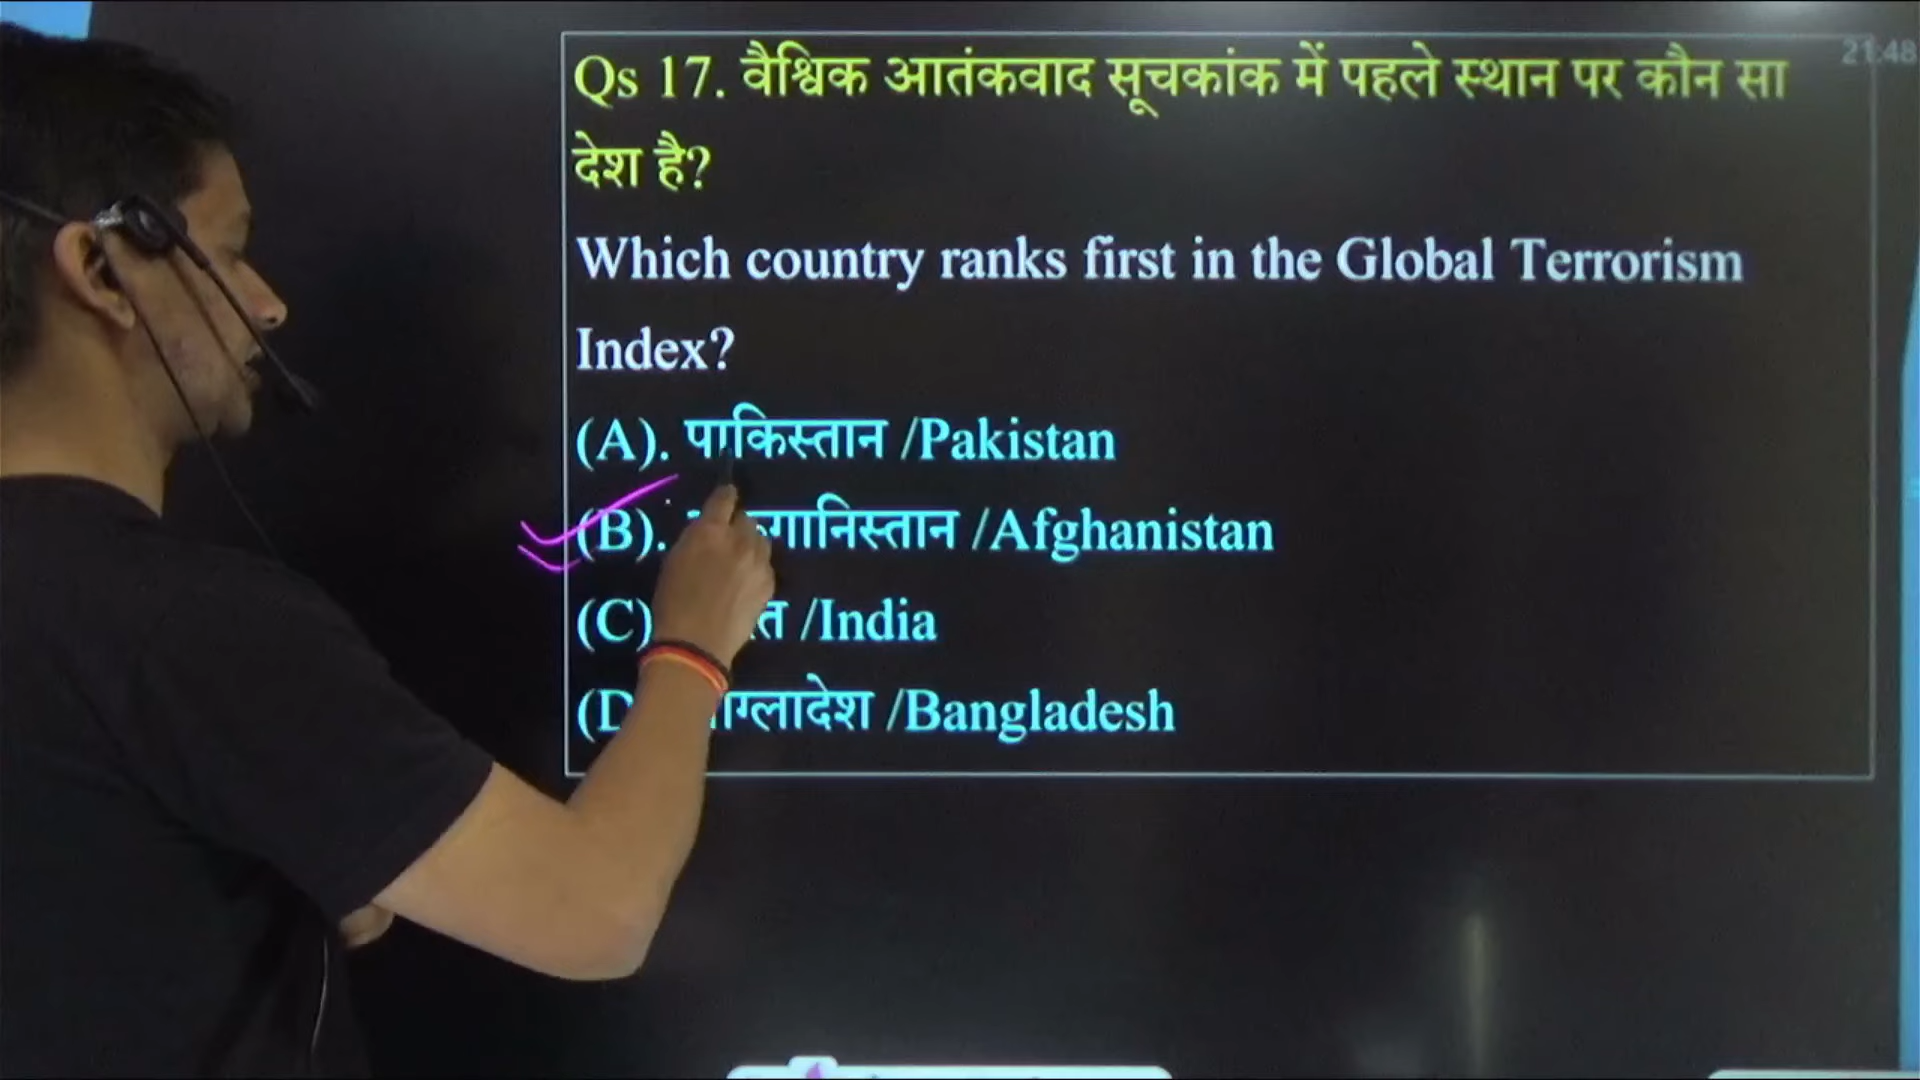 21:48
Qs 17. वैश्विक आतंकवाद सूचकांक में पहले स्थान पर कौन सा
देश है?
Which country ranks first in the Global Terrorism
Index?
(A). पाकिस्तान /Pakistan
(B). /Afghanistan
(C) /India
(D /Bangladesh